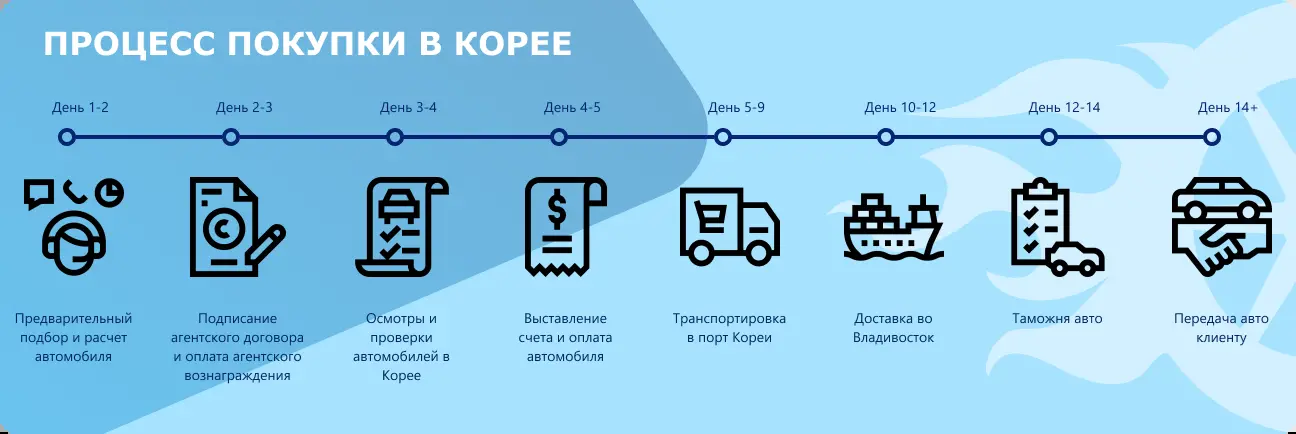 ПРОЦЕСС ПОКУПКИ В КОРЕЕ
День 1-2
День 2-3
День 3-4
День 4-5
День 5-9
День 10-12
День 12-14
День 14+
Предварительный
подбор и расчет
автомобиля
Подписание
агентского договора
и оплата агентского
вознаграждения
Осмотры и
проверки
автомобилей в
Корее
Выставление
счета и оплата
автомобиля
Транспортировка
в порт Кореи
Доставка во
Владивосток
Таможня авто
Передача авто
клиенту